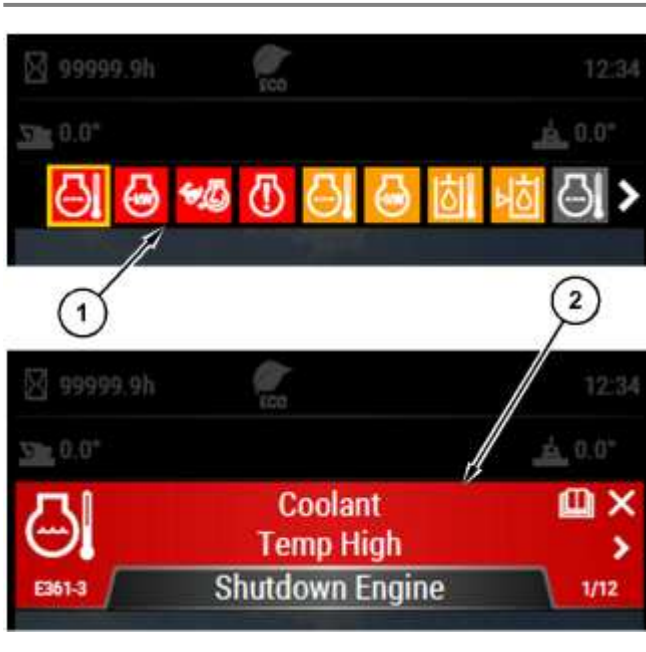 99999.9h
ECO
12:34
0.0°
0.0°
1
2
99999.9h
ECO
12:34
0.0°
0.0°
Coolant
Temp High
E361-3
Shutdown Engine
1/12